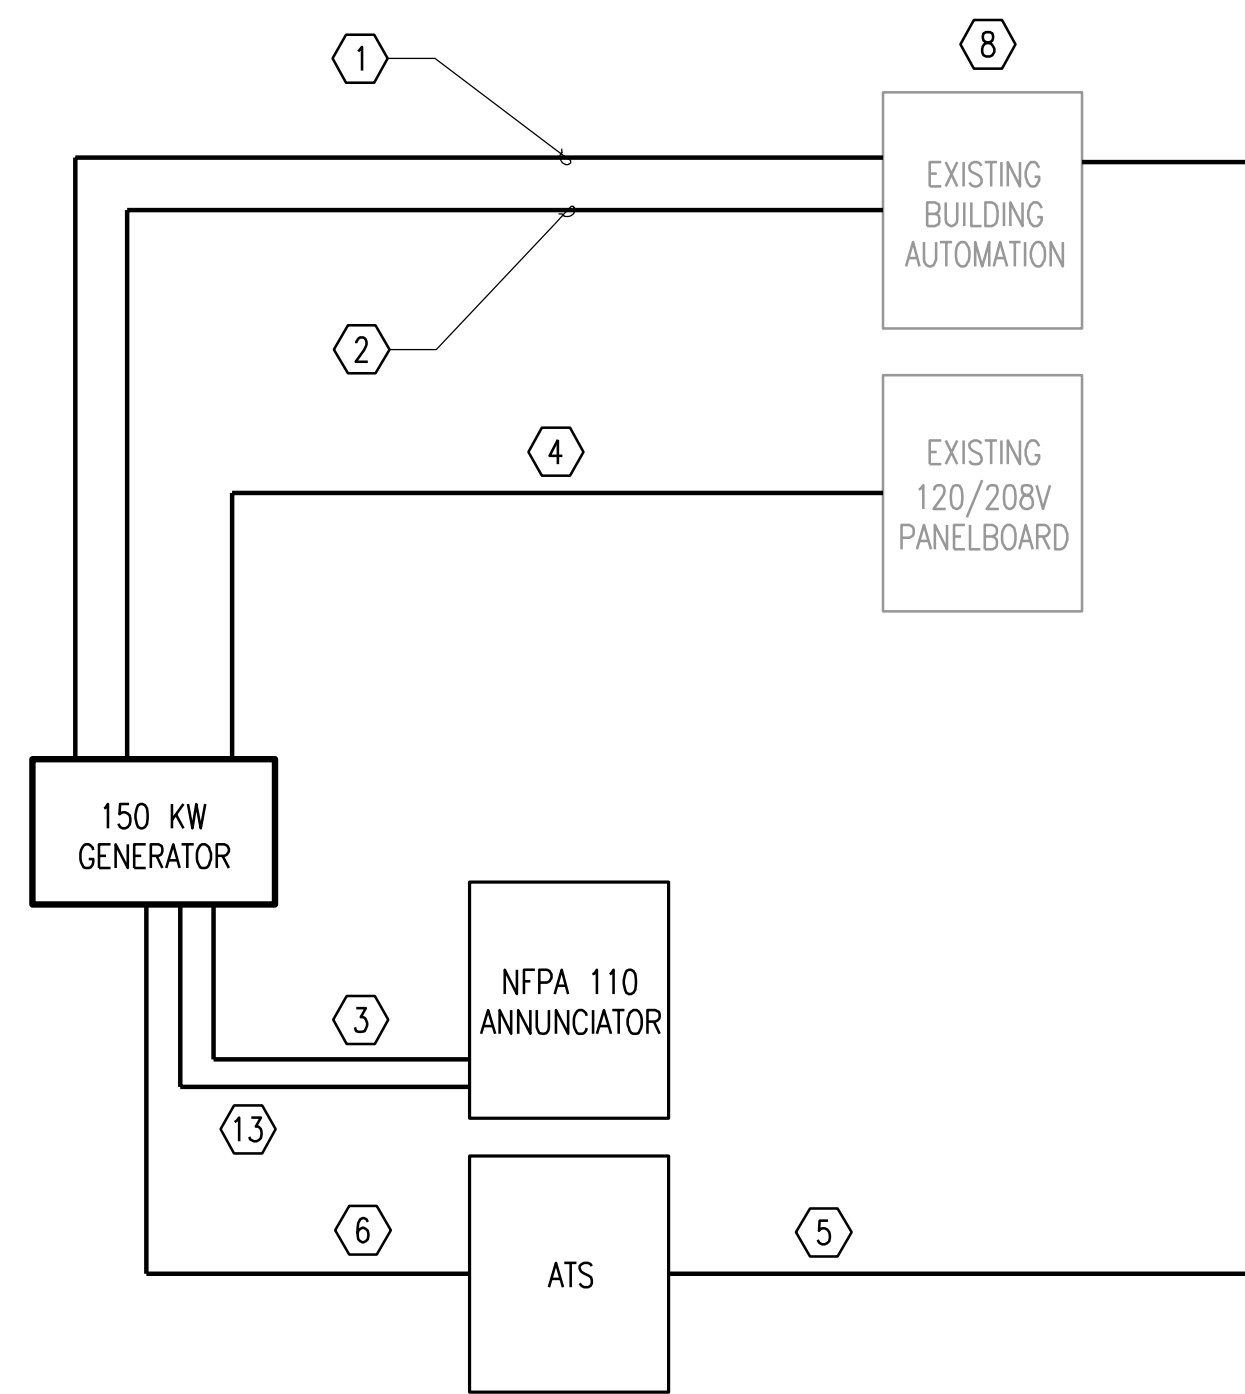 1
8
EXISTING
BUILDING
AUTOMATION
2
4
EXISTING
120/208V
PANELBOARD
150 KW
GENERATOR
NFPA 110
ANNUNCIATOR
3
13
6
5
ATS